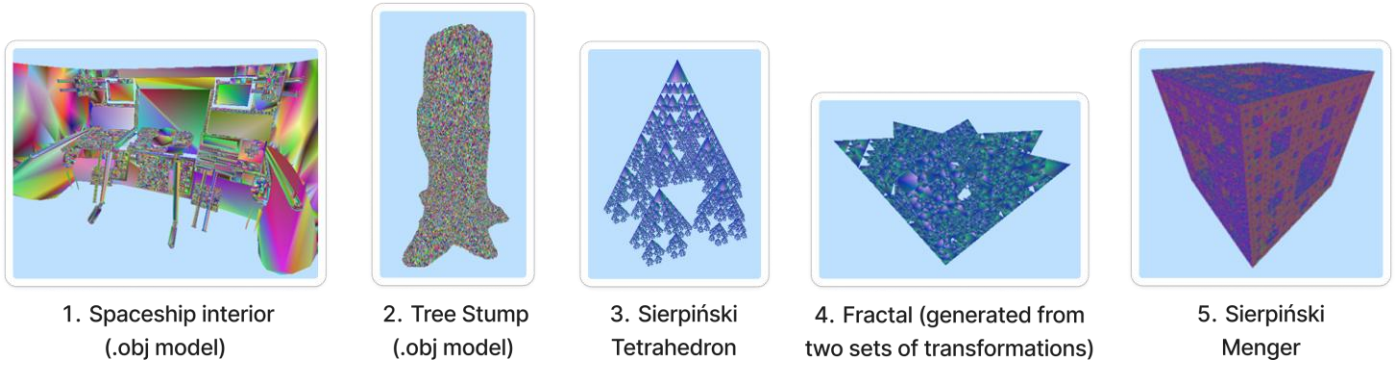 1. Spaceship interior
(.obj model)
2. Tree Stump
(.obj model)
3. Sierpiński
Tetrahedron
4. Fractal (generated from
two sets of transformations)
5. Sierpiński
Menger